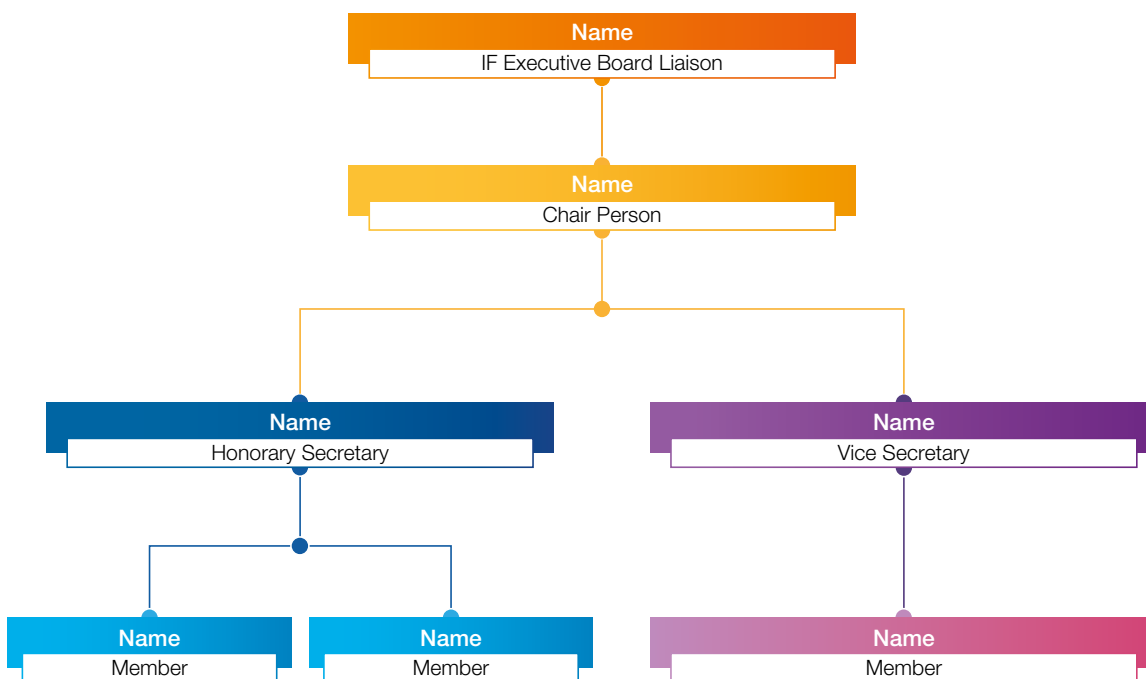 Name
IF Executive Board Liaison
Name
Chair Person
Name
Honorary Secretary
Name
Vice Secretary
Name
Member
Name
Member
Name
Member